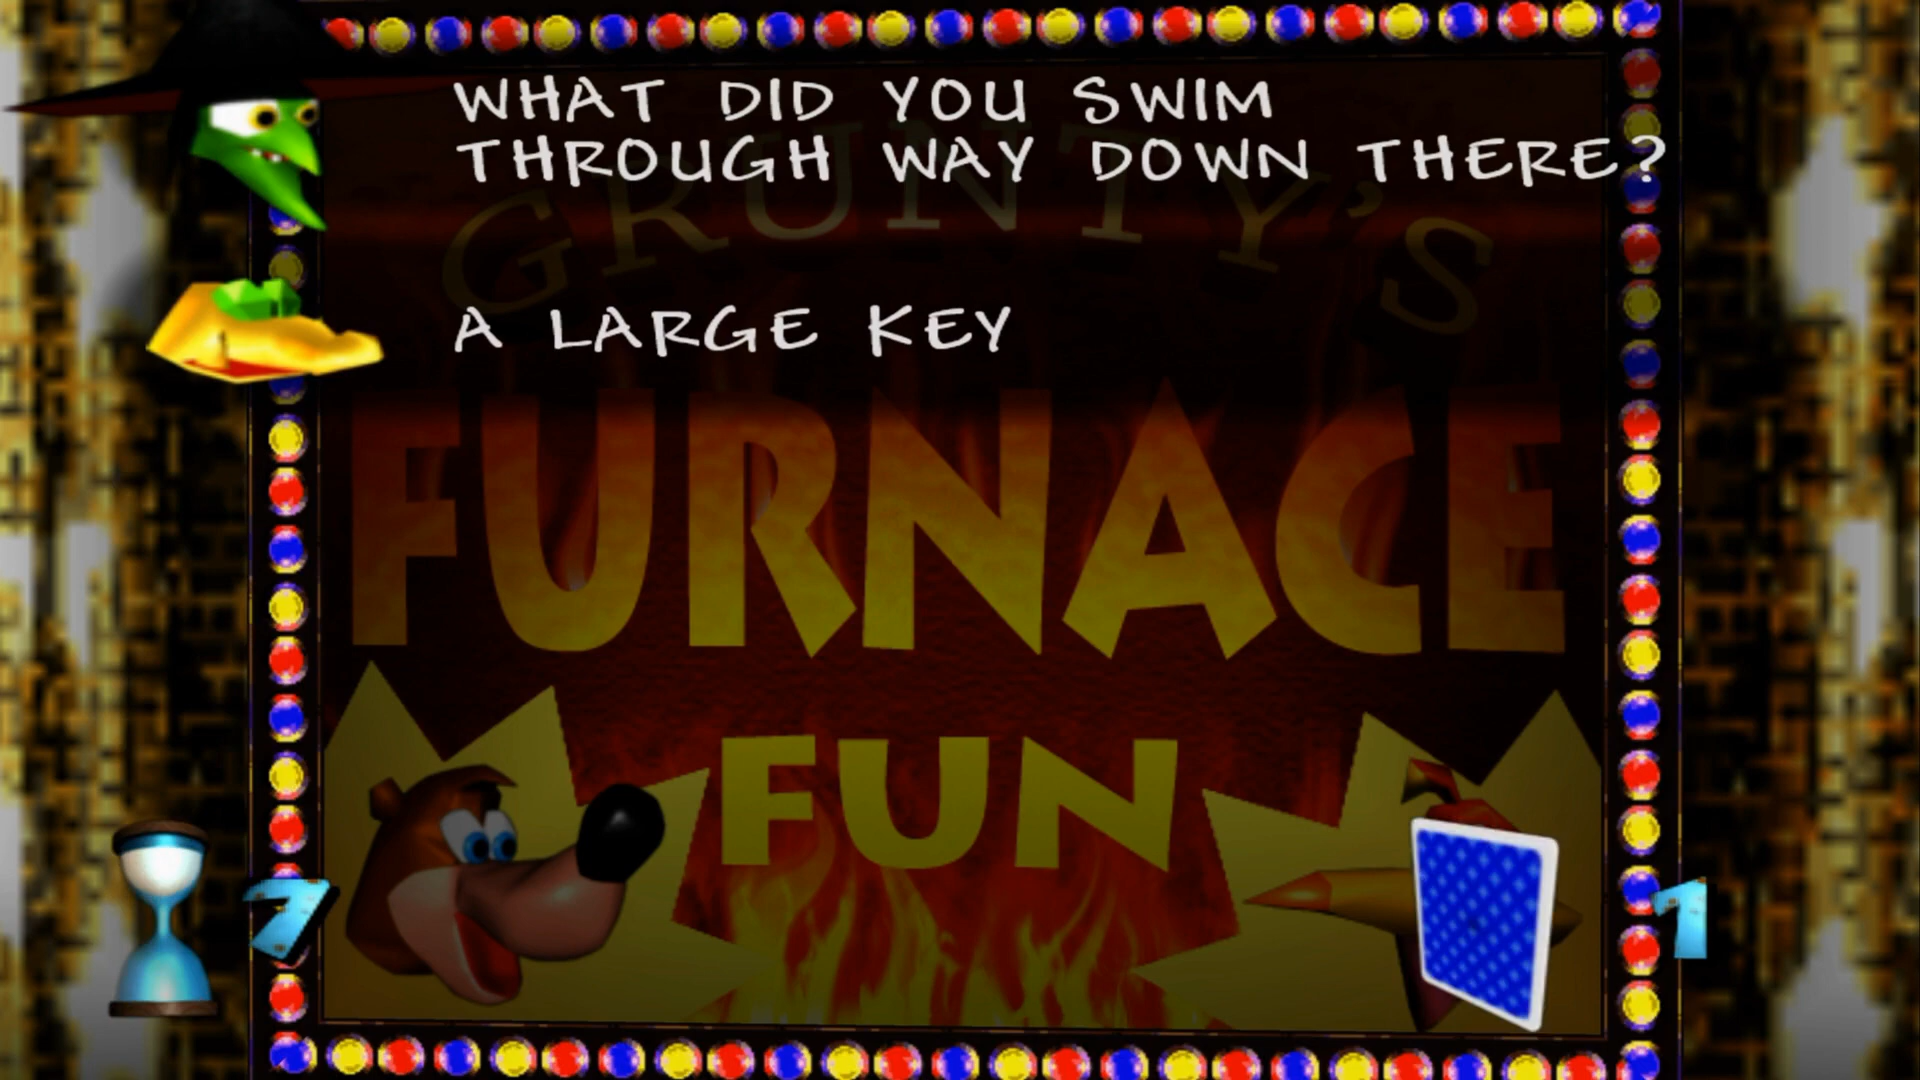 WHAT DID YOU SWIM
THROUGH WAY DOWN THERE?
GRUNTY'S
A LARGE KEY
FURNACE
FUN
7
1